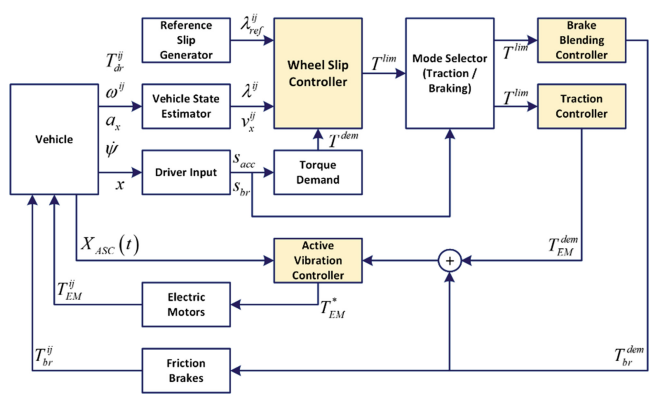 Reference
Slip
Generator
λ_ref^ij
T_dr^ij
Wheel Slip
Controller
T^lim
Mode Selector
(Traction /
Braking)
T^lim
Brake
Blending
Controller
Vehicle
ω^ij
a_x
Vehicle State
Estimator
λ^ij
v_x^ij
T^lim
Traction
Controller
T^dem
ψ̇
x
Driver Input
s_acc
s_br
Torque
Demand
X_ASC(t)
Active
Vibration
Controller
+
T_EM^dem
T_EM^ij
Electric
Motors
T_EM^*
T_br^ij
Friction
Brakes
T_br^dem